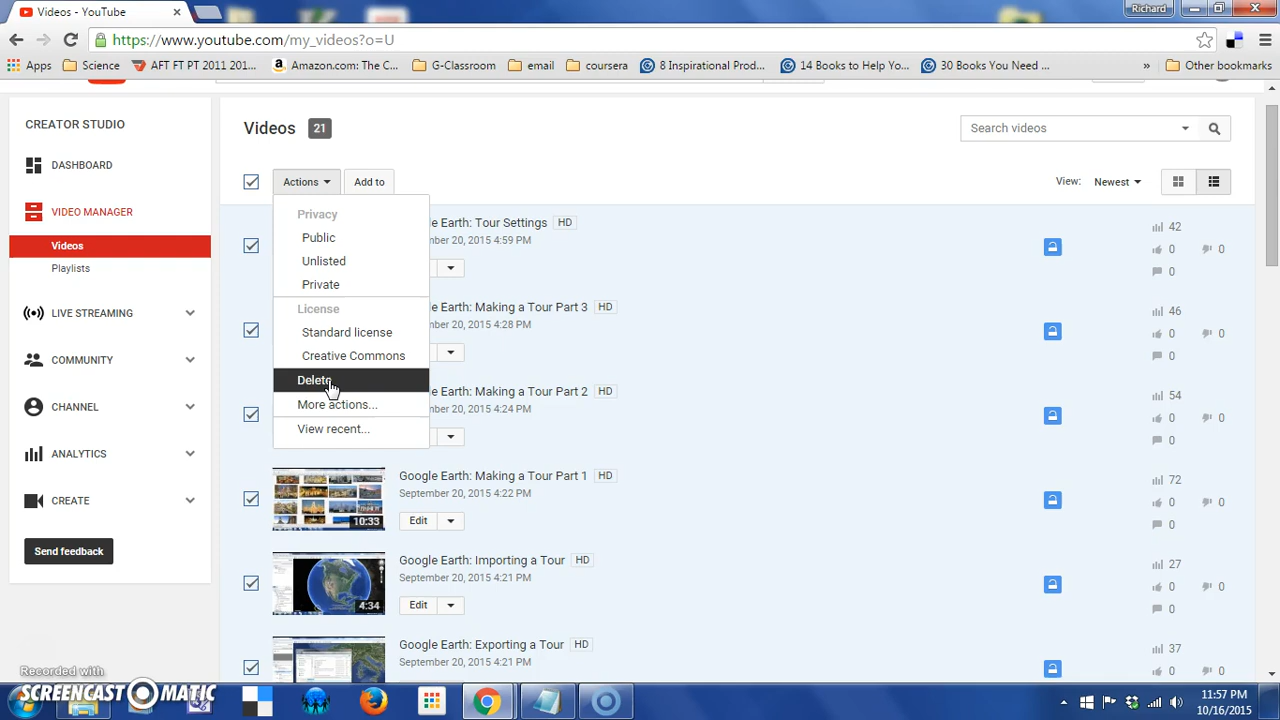 Videos - YouTube
Richard
https://www.youtube.com/my_videos?o=U
Apps
Science
AFT FT PT 2011 201...
Amazon.com: The C...
G-Classroom
email
coursera
8 Inspirational Prod...
14 Books to Help Yo...
30 Books You Need ...
»
Other bookmarks
CREATOR STUDIO
DASHBOARD
VIDEO MANAGER
Videos
Playlists
LIVE STREAMING
COMMUNITY
CHANNEL
ANALYTICS
CREATE
Send feedback
Videos 21
Search videos
Actions
Add to
View: Newest
Privacy
Public
Unlisted
Private
License
Standard license
Creative Commons
Delete
More actions...
View recent...
e Earth: Tour Settings HD
mber 20, 2015 4:59 PM
42
0 0
0
e Earth: Making a Tour Part 3 HD
mber 20, 2015 4:28 PM
46
0 0
0
e Earth: Making a Tour Part 2 HD
mber 20, 2015 4:24 PM
54
0 0
0
10:33
Google Earth: Making a Tour Part 1 HD
September 20, 2015 4:22 PM
Edit
72
0 0
0
4:34
Google Earth: Importing a Tour HD
September 20, 2015 4:21 PM
Edit
27
0 0
0
Google Earth: Exporting a Tour HD
September 20, 2015 4:21 PM
37
0 0
Recorded with
SCREENCAST-O-MATIC
11:57 PM
10/16/2015